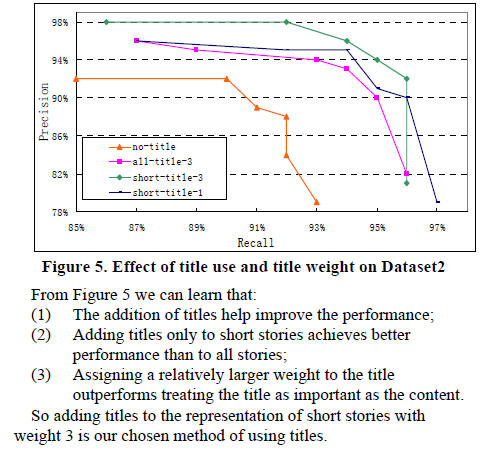 98%
94%
90%
86%
82%
78%
Precision
no-title
all-title-3
short-title-3
short-title-1
85% 87% 89% 91% 93% 95% 97%
Recall
Figure 5. Effect of title use and title weight on Dataset2
From Figure 5 we can learn that:
(1) The addition of titles help improve the performance;
(2) Adding titles only to short stories achieves better
performance than to all stories;
(3) Assigning a relatively larger weight to the title
outperforms treating the title as important as the content.
So adding titles to the representation of short stories with
weight 3 is our chosen method of using titles.